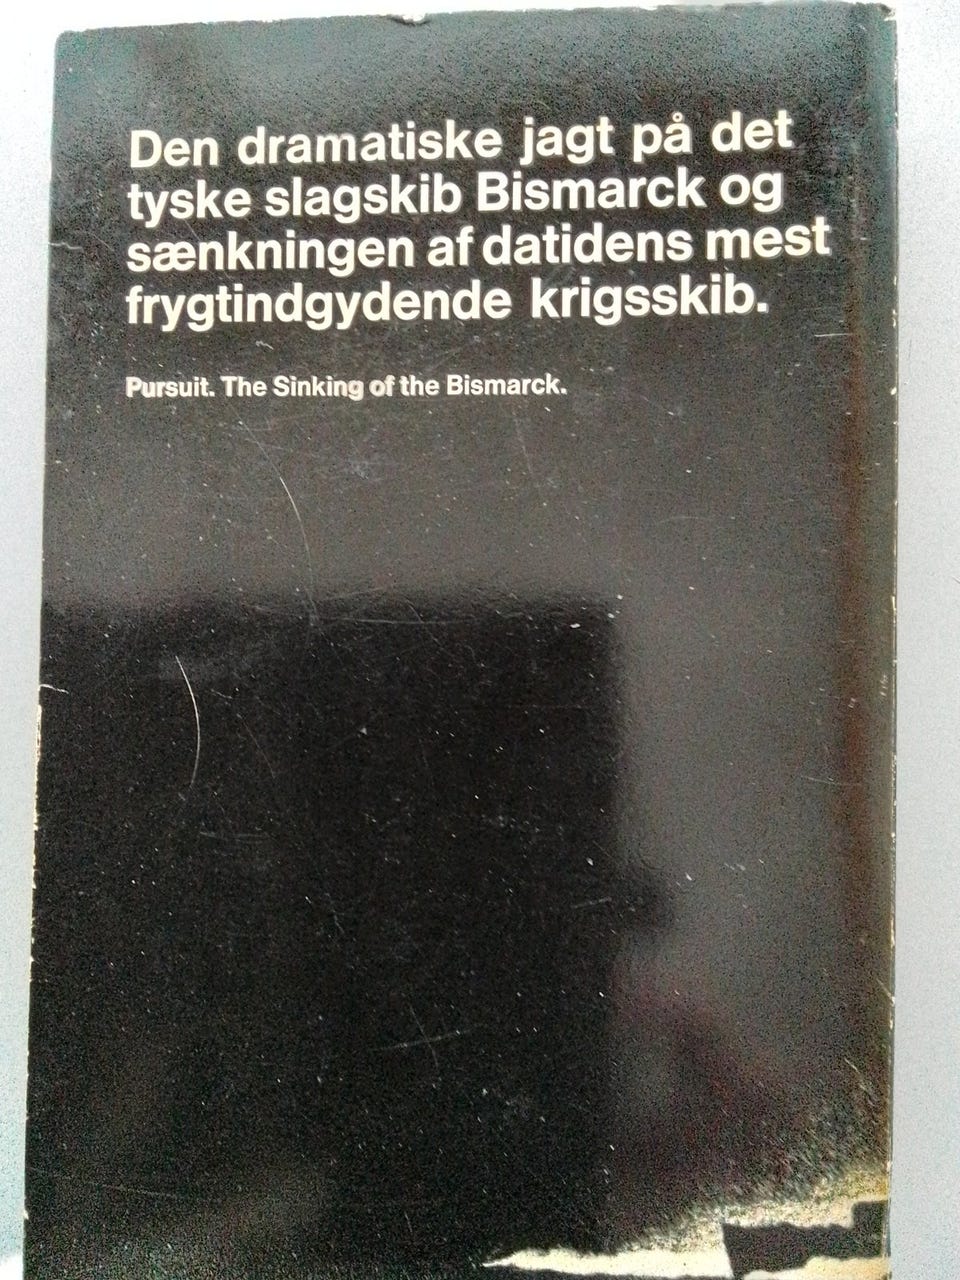 Den dramatiske jagt på det
tyske slagskib Bismarck og
sænkningen af datidens mest
frygtindgydende krigsskib.
Pursuit. The Sinking of the Bismarck.